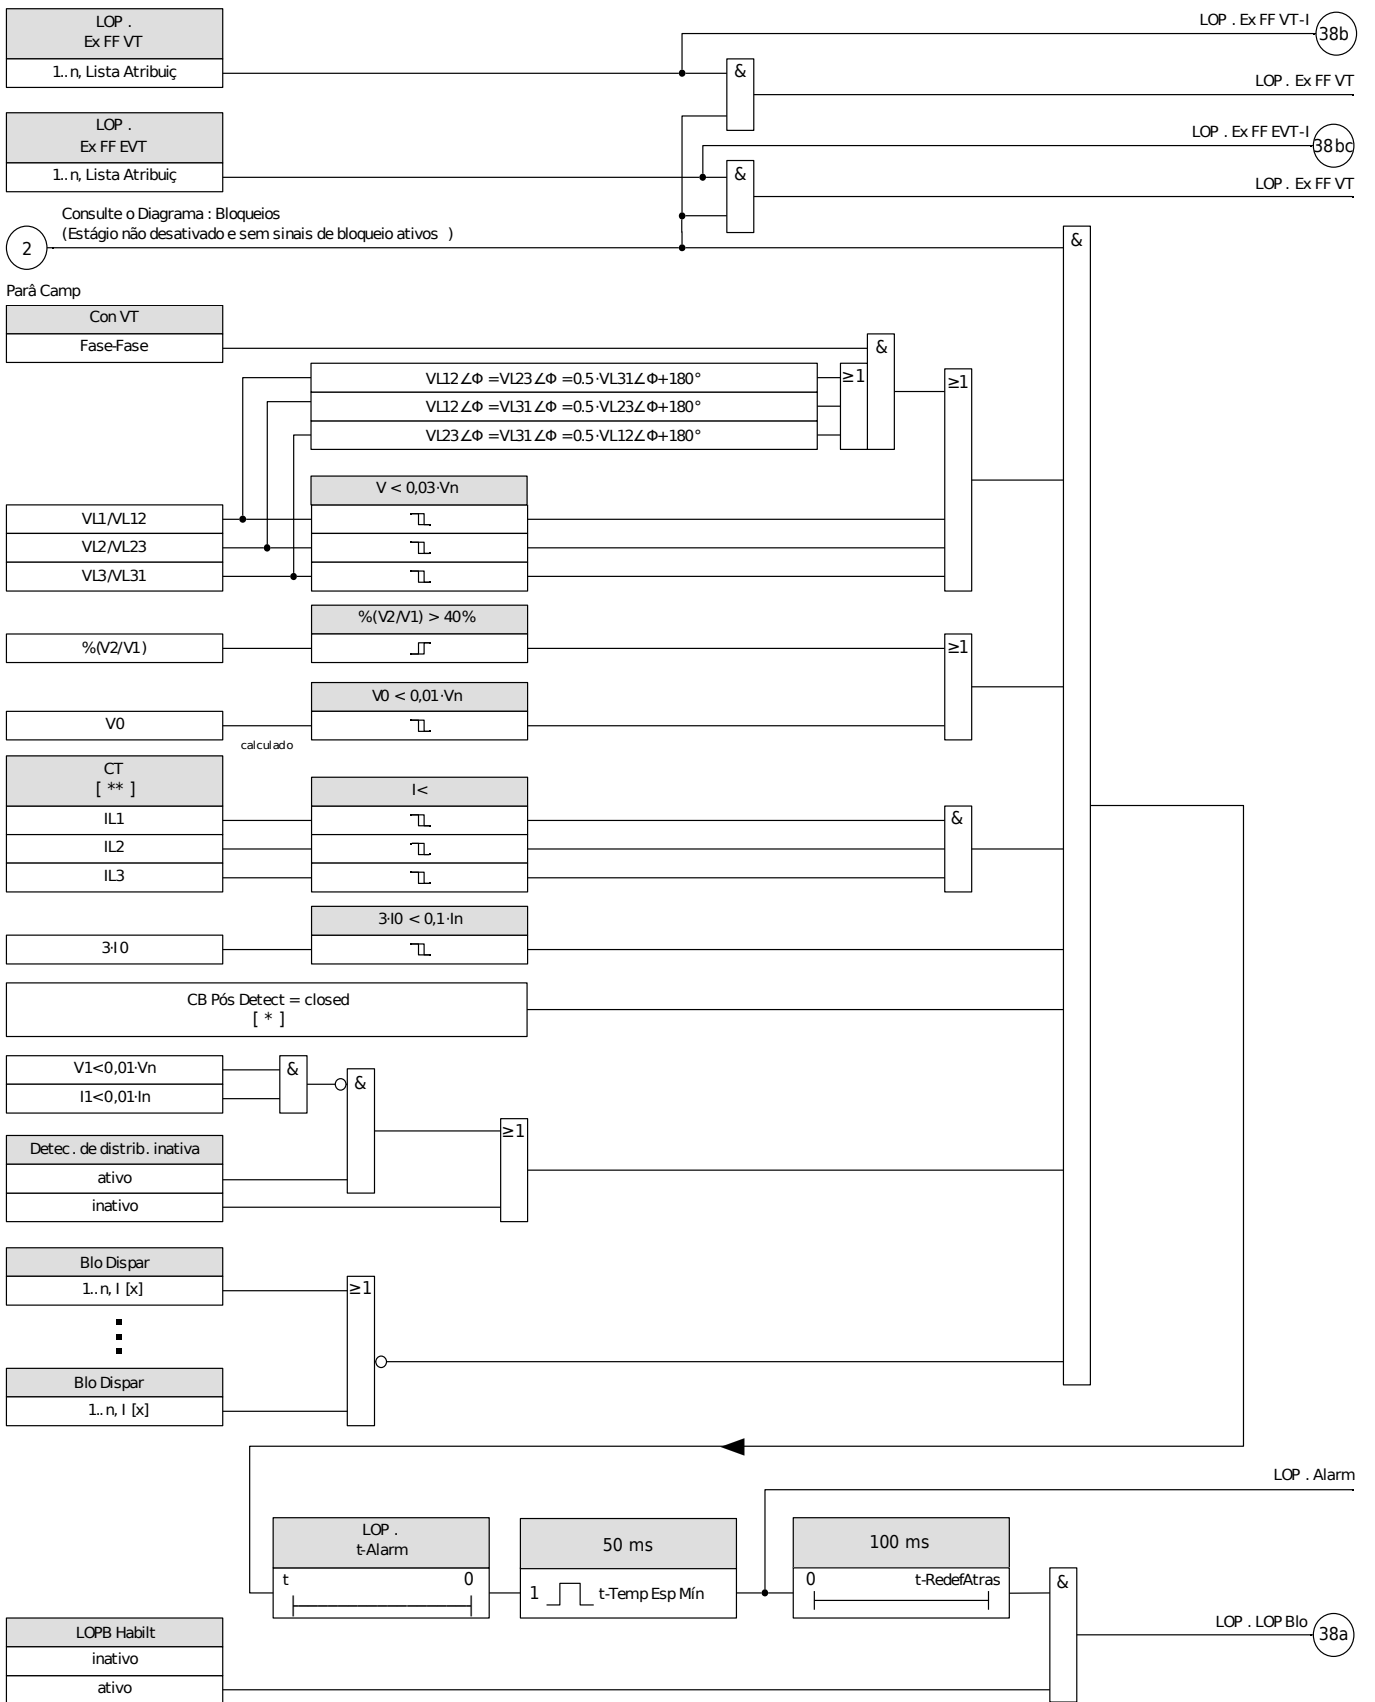 LOP .
Ex FF VT
1..n, Lista Atribuiç
LOP . Ex FF VT-I
38b
&
LOP . Ex FF VT
LOP .
Ex FF EVT
1..n, Lista Atribuiç
LOP . Ex FF EVT-I
38bc
&
LOP . Ex FF VT
Consulte o Diagrama : Bloqueios
(Estágio não desativado e sem sinais de bloqueio ativos )
2
&
Parâ Camp
Con VT
Fase-Fase
&
VL12∠Φ =VL23∠Φ =0.5·VL31∠Φ+180°
≥1
≥1
VL12∠Φ =VL31∠Φ =0.5·VL23∠Φ+180°
VL23∠Φ =VL31∠Φ =0.5·VL12∠Φ+180°
V < 0,03·Vn
VL1/VL12
VL2/VL23
VL3/VL31
%(V2/V1) > 40%
%(V2/V1)
≥1
V0 < 0,01·Vn
V0
calculado
CT
[ ** ]
I<
IL1
&
IL2
IL3
3·I0 < 0,1·In
3·I0
CB Pós Detect = closed
[ * ]
V1<0,01·Vn
&
&
I1<0,01·In
≥1
Detec. de distrib. inativa
ativo
inativo
Blo Dispar
1..n, I [x]
≥1
Blo Dispar
1..n, I [x]
LOP . Alarm
LOP .
t-Alarm
50 ms
100 ms
t 0
1 t-Temp Esp Mín
0 t-RedefAtras
&
LOP . LOP Blo
38a
LOPB Habilt
inativo
ativo